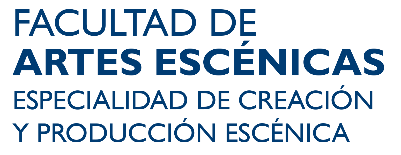 FACULTAD DE
ARTES ESCÉNICAS
ESPECIALIDAD DE CREACIÓN
Y PRODUCCIÓN ESCÉNICA